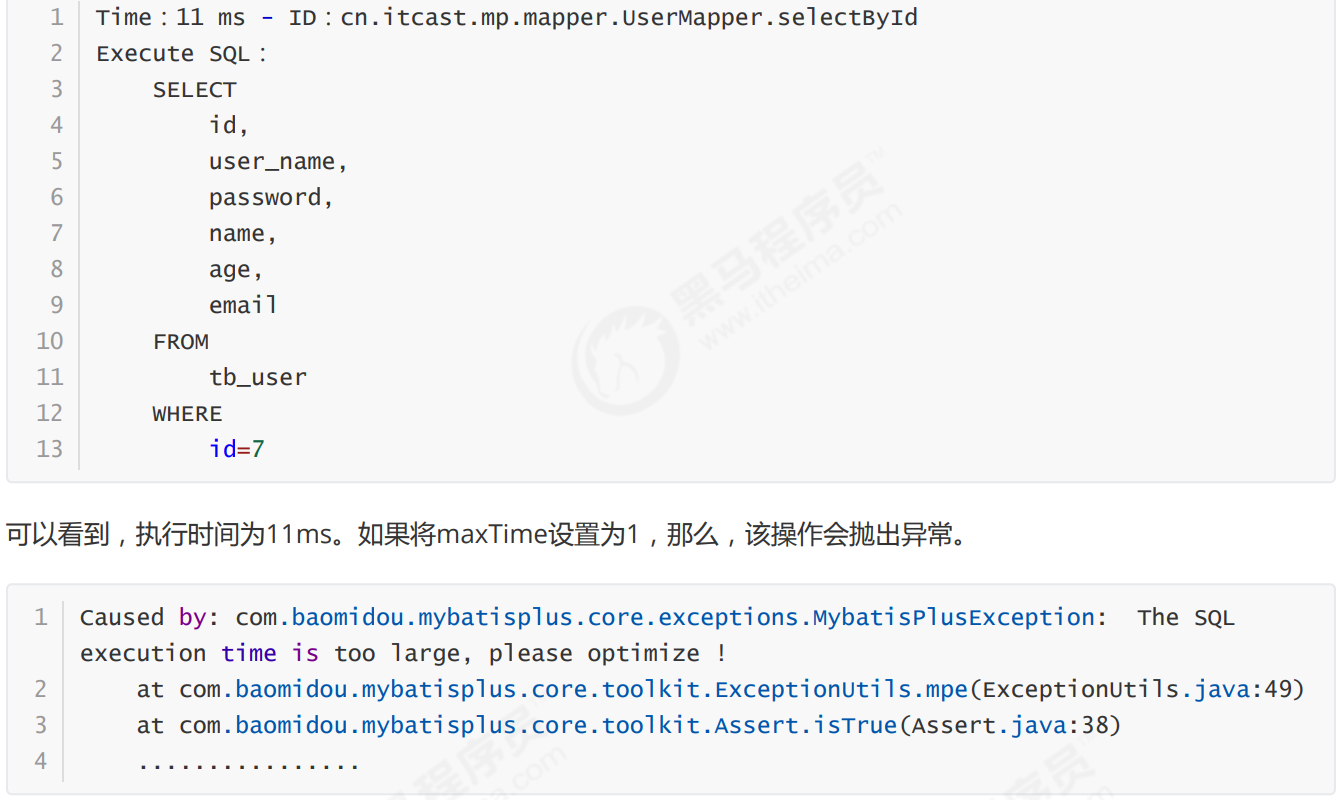 1 Time：11 ms - ID：cn.itcast.mp.mapper.UserMapper.selectById
2 Execute SQL：
3 SELECT
4 id,
5 user_name,
6 password,
7 name,
8 age,
9 email
10 FROM
11 tb_user
12 WHERE
13 id=7
黑马程序员™
www.itheima.com
可以看到，执行时间为11ms。如果将maxTime设置为1，那么，该操作会抛出异常。
1 Caused by: com.baomidou.mybatisplus.core.exceptions.MybatisPlusException:  The SQL
execution time is too large, please optimize !
2 at com.baomidou.mybatisplus.core.toolkit.ExceptionUtils.mpe(ExceptionUtils.java:49)
3 at com.baomidou.mybatisplus.core.toolkit.Assert.isTrue(Assert.java:38)
4 ................